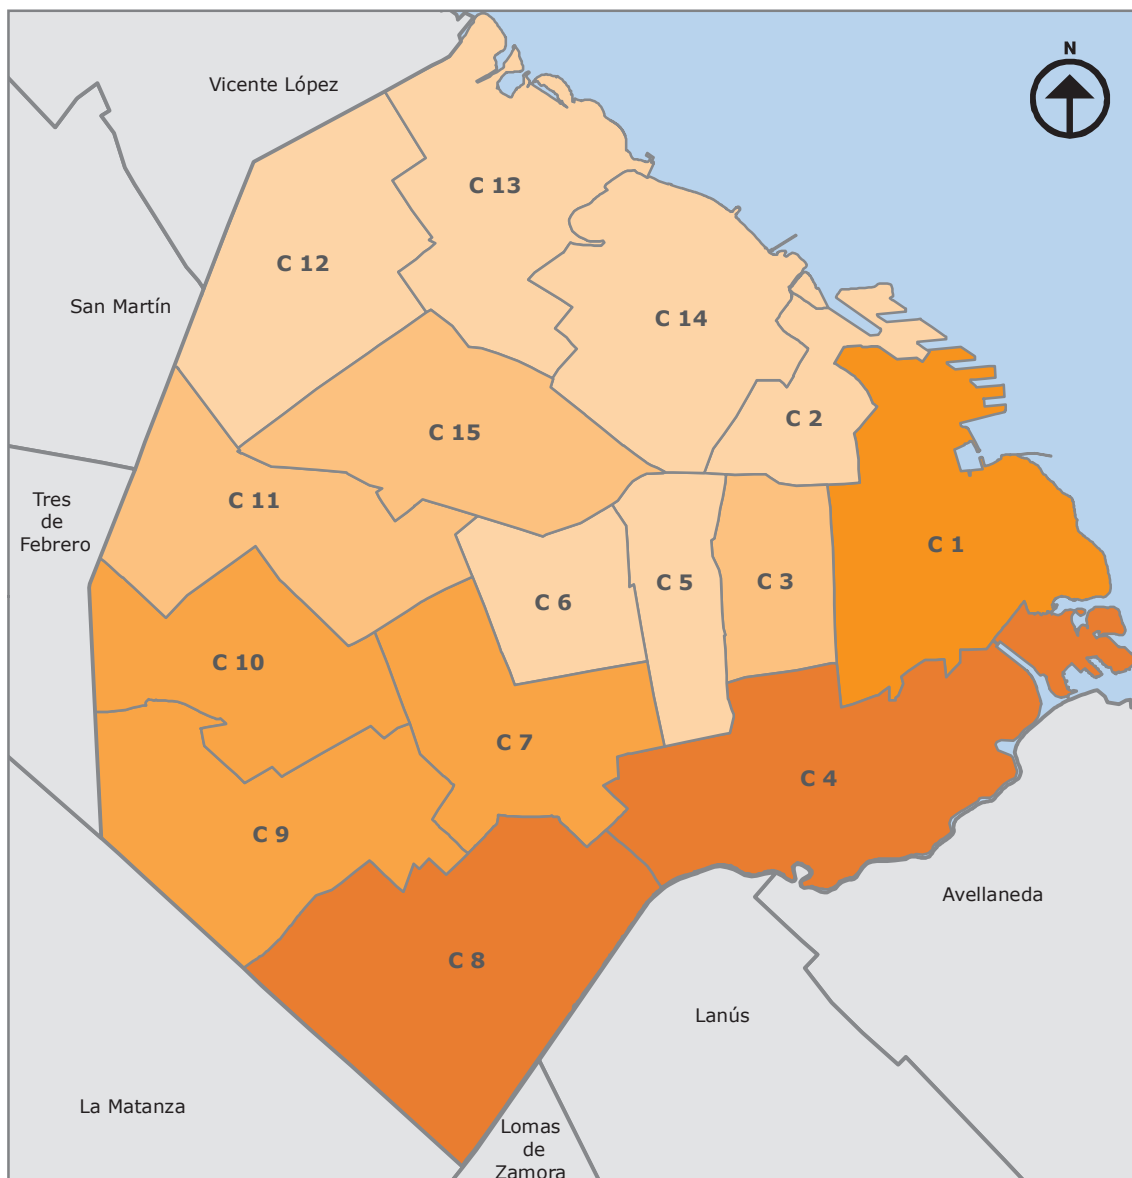 N
Vicente López
C 13
C 12
San Martín
C 14
C 2
C 15
C 11
Tres
de
Febrero
C 1
C 5
C 3
C 6
C 10
C 7
C 4
C 9
Avellaneda
C 8
Lanús
La Matanza
Lomas
de
Zamora